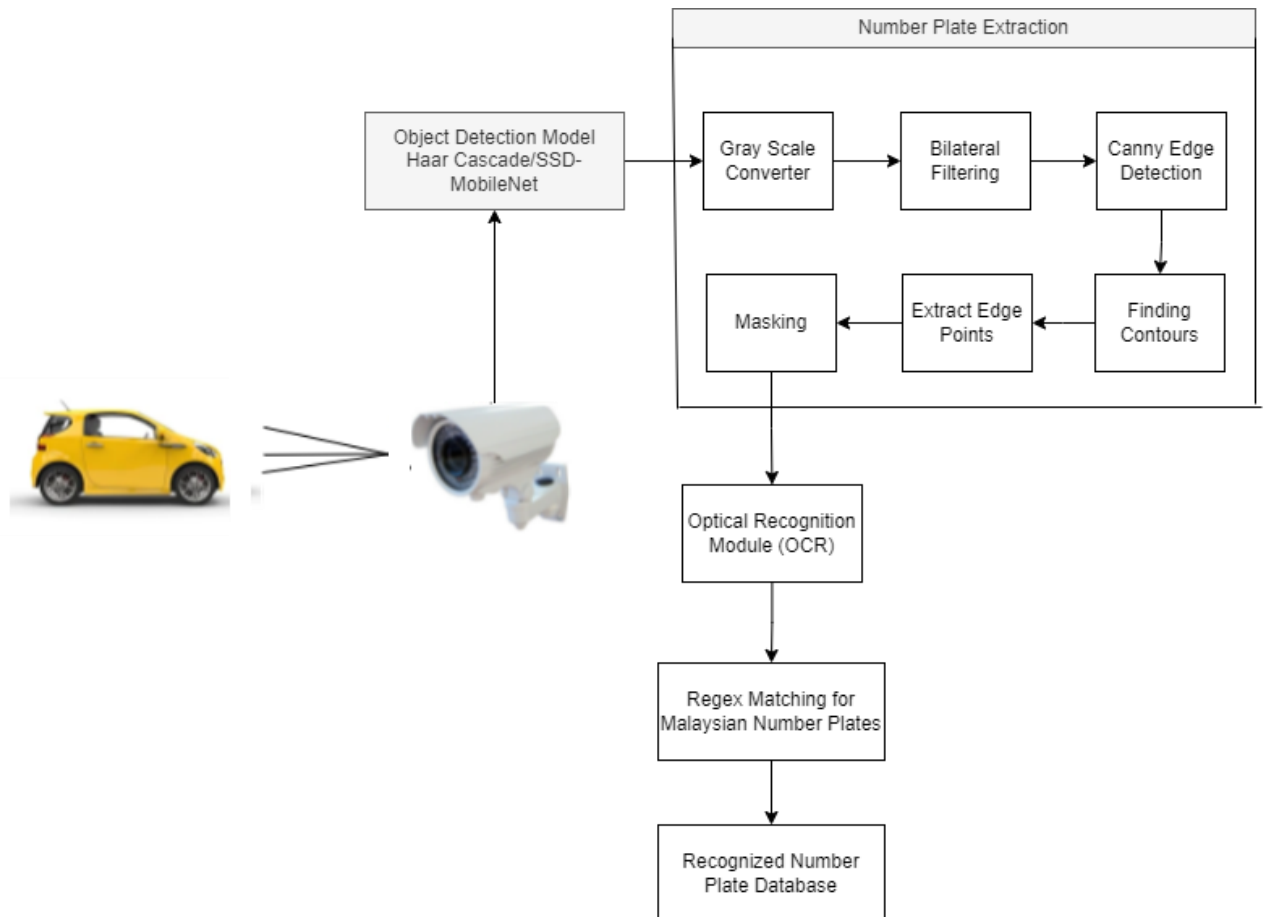 Number Plate Extraction
Object Detection Model
Haar Cascade/SSD-
MobileNet
Gray Scale
Converter
Bilateral
Filtering
Canny Edge
Detection
Masking
Extract Edge
Points
Finding
Contours
Optical Recognition
Module (OCR)
Regex Matching for
Malaysian Number Plates
Recognized Number
Plate Database